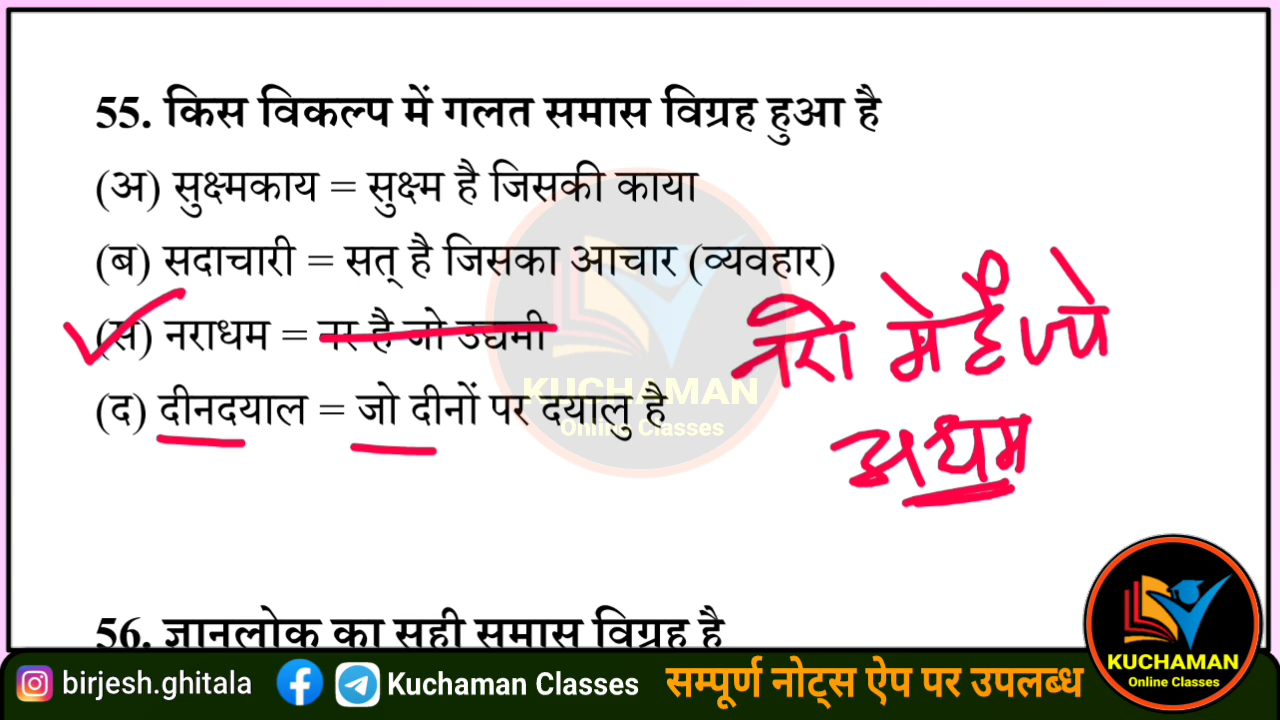 55. किस विकल्प में गलत समास विग्रह हुआ है
(अ) सुक्ष्मकाय = सुक्ष्म है जिसकी काया
(ब) सदाचारी = सत् है जिसका आचार (व्यवहार)
(स) नराधम = नर है जो उद्यमी
नरो मे है जो
अधम
(द) दीनदयाल = जो दीनों पर दयालु है
KUCHAMAN
Online Classes
56. ज्ञानलोक का सही समास विग्रह है
KUCHAMAN
Online Classes
birjesh.ghitala Kuchaman Classes सम्पूर्ण नोट्स ऐप पर उपलब्ध